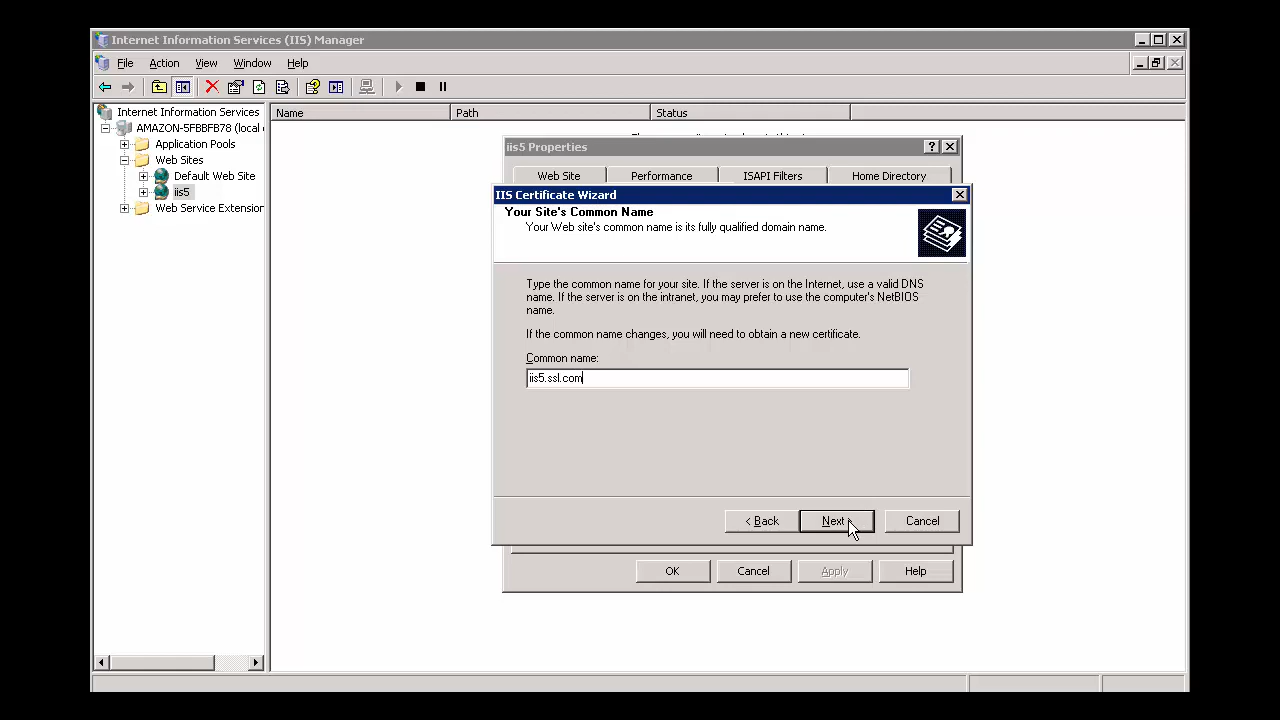 Internet Information Services (IIS) Manager
File Action View Window Help
Internet Information Services
AMAZON-5FBBFB78 (local
Application Pools
Web Sites
Default Web Site
iis5
Web Service Extension
Name Path Status
iis5 Properties
Web Site Performance ISAPI Filters Home Directory
IIS Certificate Wizard
Your Site's Common Name
Your Web site's common name is its fully qualified domain name.
Type the common name for your site. If the server is on the Internet, use a valid DNS
name. If the server is on the intranet, you may prefer to use the computer's NetBIOS
name.
If the common name changes, you will need to obtain a new certificate.
Common name:
iis5.ssl.com
< Back Next Cancel
OK Cancel Apply Help